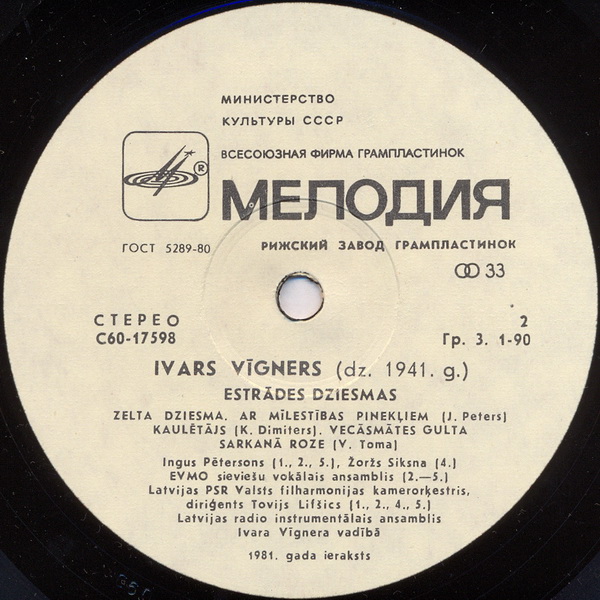 МИНИСТЕРСТВО
КУЛЬТУРЫ СССР
ВСЕСОЮЗНАЯ ФИРМА ГРАМПЛАСТИНОК
®
МЕЛОДИЯ
ГОСТ 5289-80
РИЖСКИЙ ЗАВОД ГРАМПЛАСТИНОК
33
СТЕРЕО
2
С60-17598
Гр. 3. 1-90
IVARS VĪGNERS (dz. 1941. g.)
ESTRĀDES DZIESMAS
ZELTA DZIESMA. AR MĪLESTĪBAS PINEKĻIEM (J. Peters)
KAULĒTĀJS (K. Dimiters). VECĀSMĀTES GULTA
SARKANĀ ROZE (V. Toma)
Ingus Pētersons (1., 2., 5.), Žoržs Siksna (4.)
EVMO sieviešu vokālais ansamblis (2.—5.)
Latvijas PSR Valsts filharmonijas kamerorķestris,
diriģents Tovijs Lifšics (1., 2., 4., 5.)
Latvijas radio instrumentālais ansamblis
Ivara Vīgnera vadībā
1981. gada ieraksts